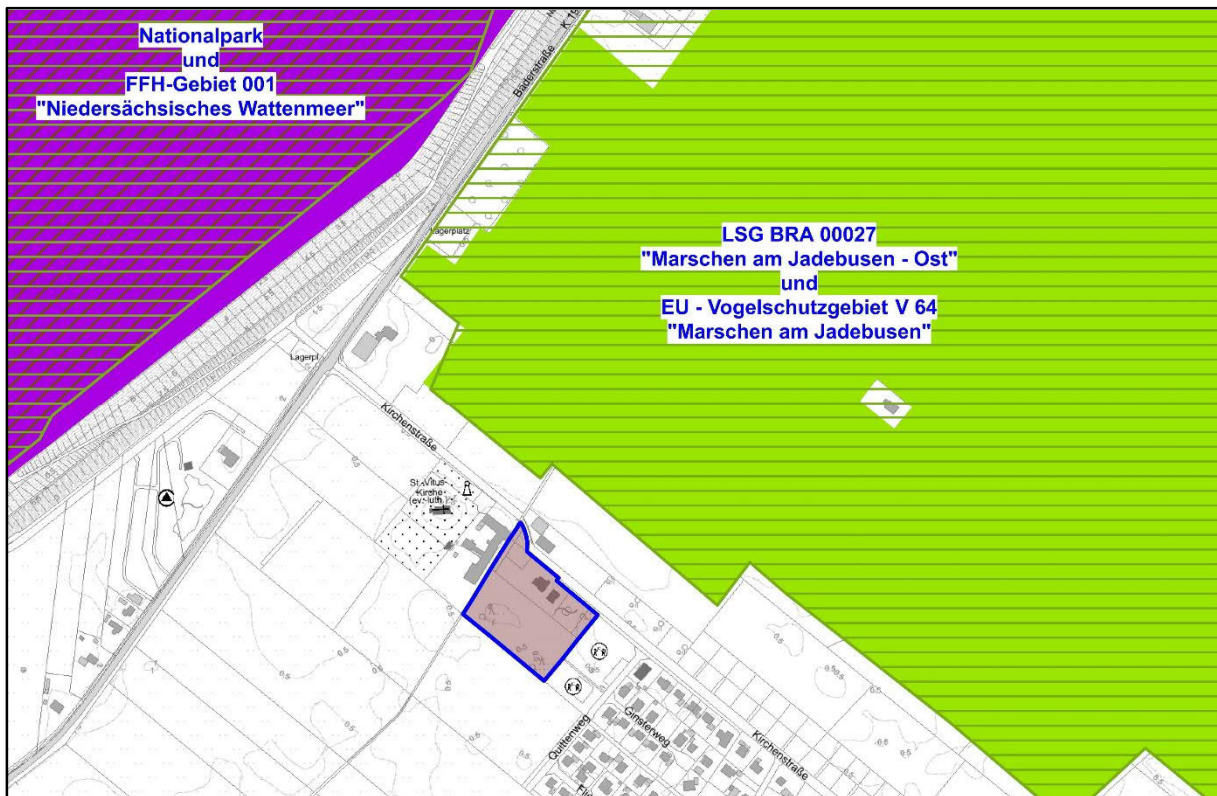 Nationalpark
und
FFH-Gebiet 001
"Niedersächsisches Wattenmeer"
Bäderstraße
Lagerplatz
LSG BRA 00027
"Marschen am Jadebusen - Ost"
und
EU - Vogelschutzgebiet V 64
"Marschen am Jadebusen"
Lagerpl.
Kirchenstraße
St.-Vitus-
Kirche
(ev.-luth.)
Quittenweg
Ginsterweg
Kirchenstraße